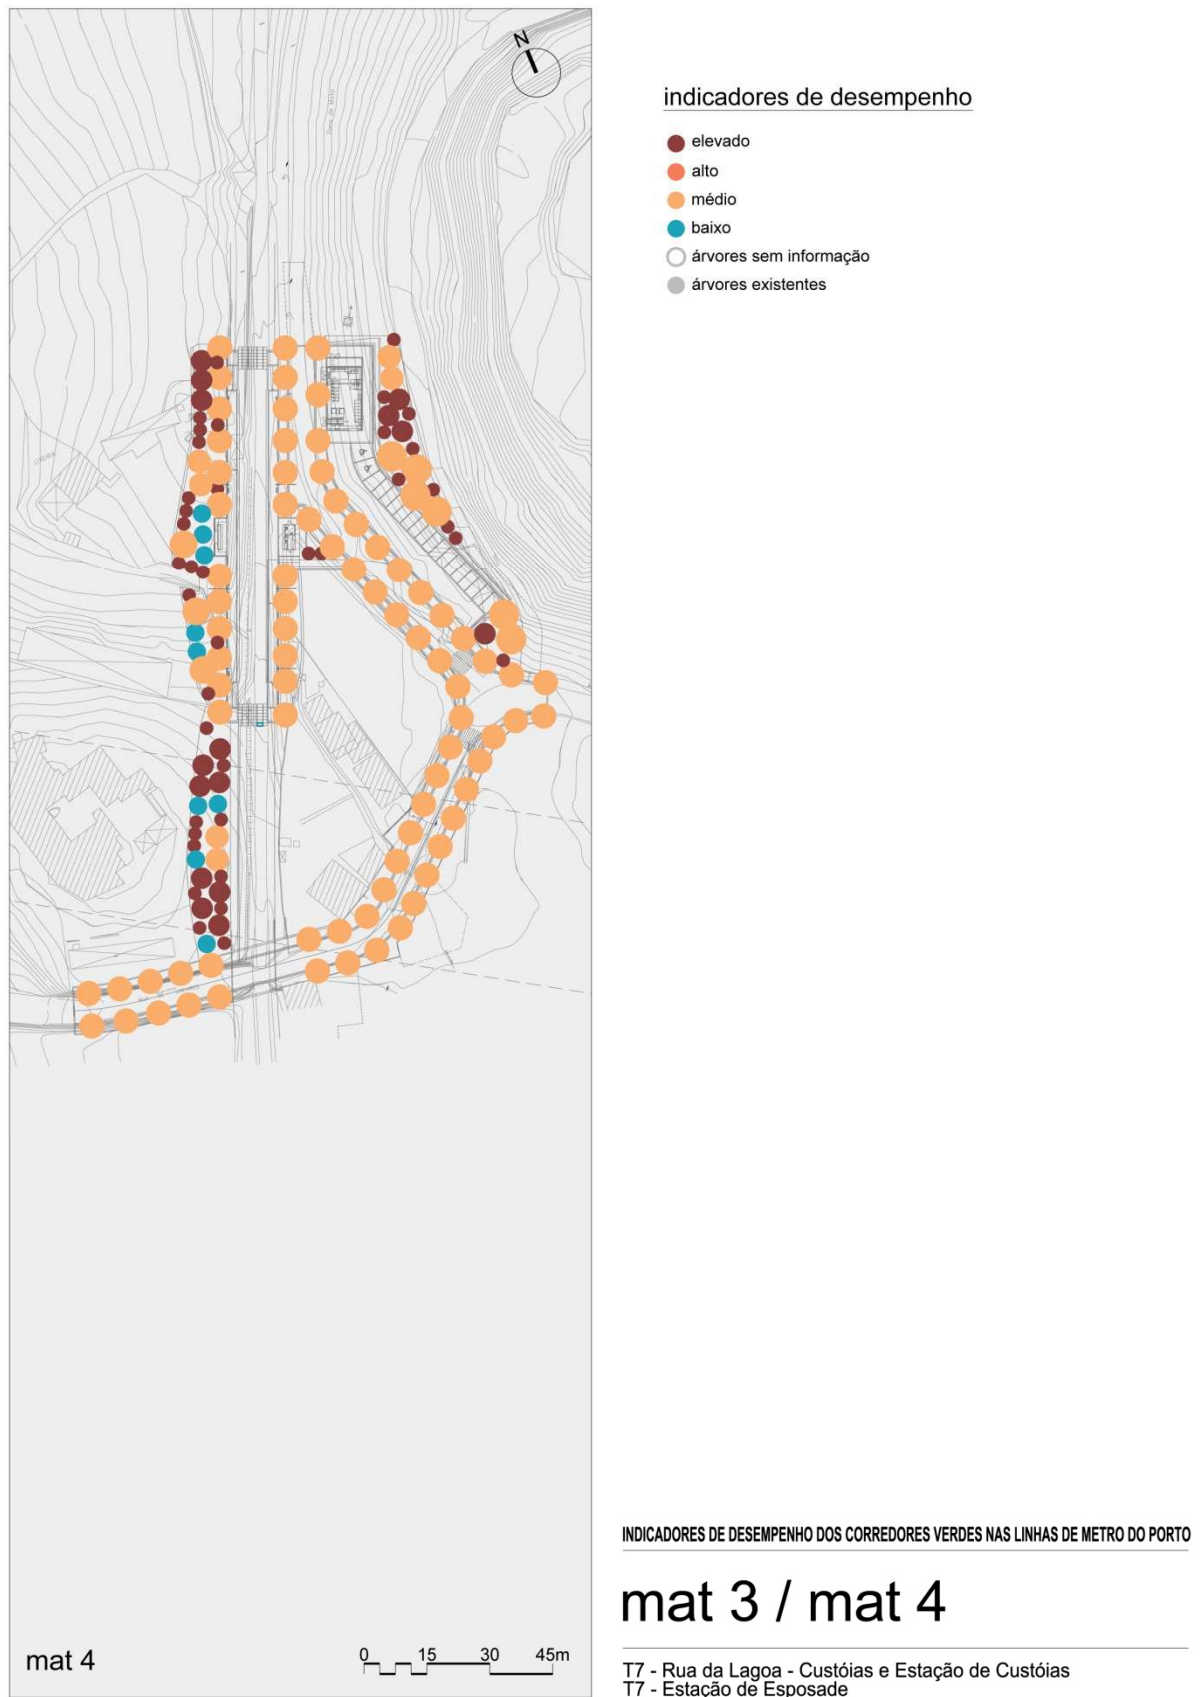 N
indicadores de desempenho
elevado
alto
médio
baixo
árvores sem informação
árvores existentes
INDICADORES DE DESEMPENHO DOS CORREDORES VERDES NAS LINHAS DE METRO DO PORTO
mat 3 / mat 4
mat 4
0 15 30 45m
T7 - Rua da Lagoa - Custóias e Estação de Custóias
T7 - Estação de Esposade